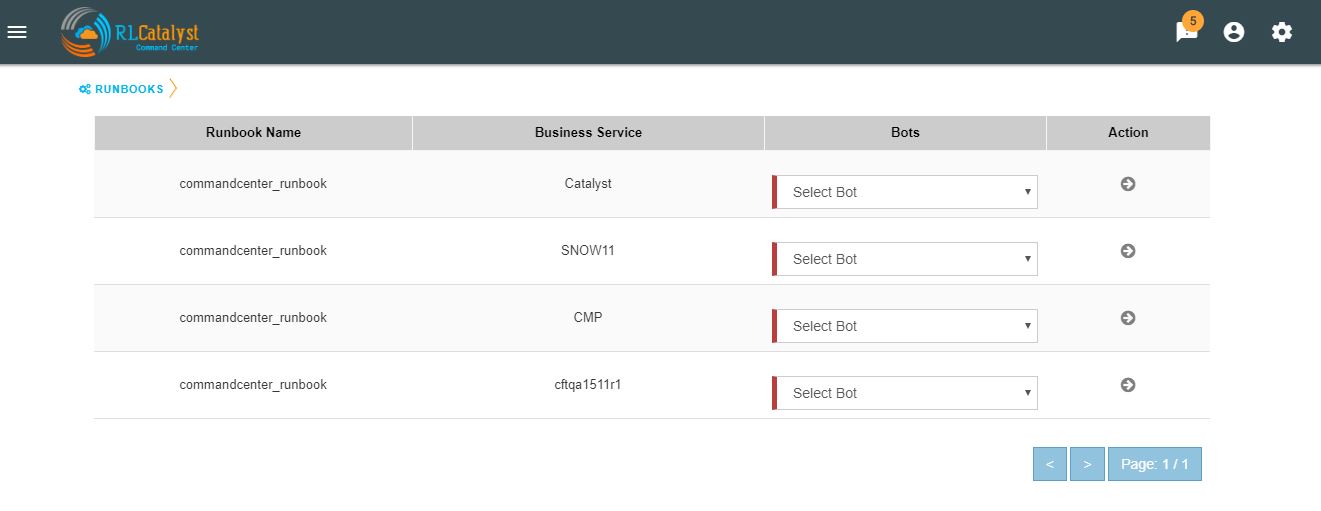 RLCatalyst
Command Center
5
RUNBOOKS
Runbook Name Business Service Bots Action
commandcenter_runbook Catalyst Select Bot
commandcenter_runbook SNOW11 Select Bot
commandcenter_runbook CMP Select Bot
commandcenter_runbook cftqa1511r1 Select Bot
< > Page: 1 / 1